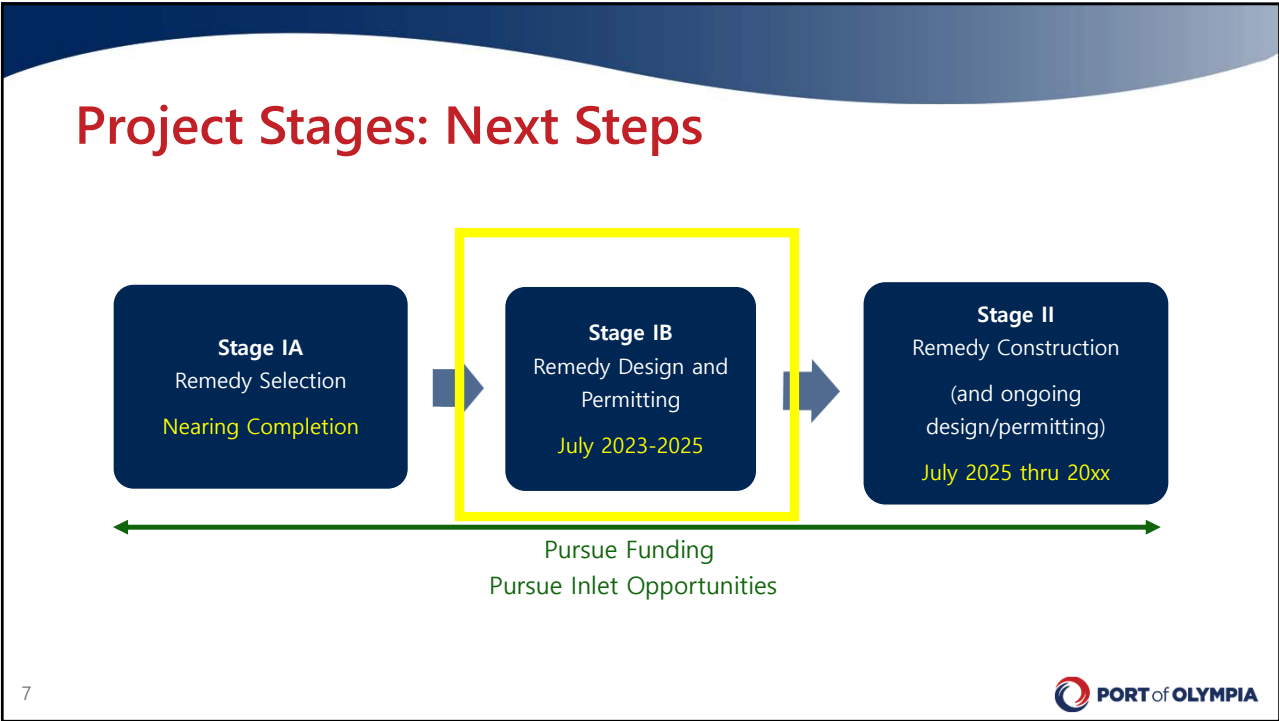 Project Stages: Next Steps
Stage IA
Remedy Selection
Nearing Completion
Stage IB
Remedy Design and
Permitting
July 2023-2025
Stage II
Remedy Construction
(and ongoing
design/permitting)
July 2025 thru 20xx
Pursue Funding
Pursue Inlet Opportunities
7
PORT of OLYMPIA